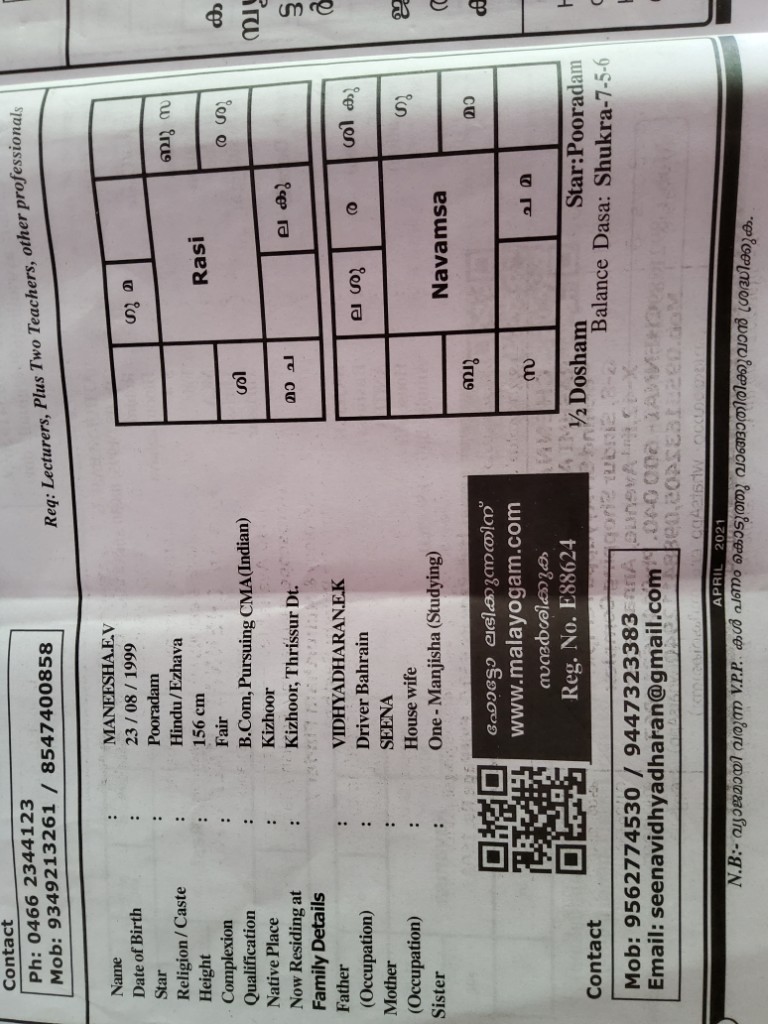 ക
മ്പ്യ
ട്ട
Req: Lecturers, Plus Two Teachers, other professionals
Contact
Ph: 0466 2344123
Mob: 9349213261 / 8547400858
Name : MANEESHA.E.V
Date of Birth : 23 / 08 / 1999
Star : Pooradam
Religion / Caste : Hindu / Ezhava
Height : 156 cm
Complexion : Fair
Qualification : B.Com, Pursuing CMA(Indian)
Native Place : Kizhoor
Now Residing at : Kizhoor, Thrissur Dt.
Family Details
Father : VIDHYADHARAN.E.K
(Occupation) : Driver Bahrain
Mother : SEENA
(Occupation) : House wife
Sister : One - Manjisha (Studying)
ഗു മ
ബു സ
Rasi
ര ശു
ശി
മാ ച
ല കു
ല ശു
ര
ശി കു
ഗു
Navamsa
ബു
മാ
സ
ച മ
½ Dosham Star:Pooradam
Balance Dasa: Shukra-7-5-6
ഫോട്ടോ ലഭിക്കുന്നതിന്
www.malayogam.com
സന്ദർശിക്കുക
Reg. No. E88624
Contact
Mob: 9562774530 / 9447323383
Email: seenavidhyadharan@gmail.com
APRIL 2021
N.B:- വ്യാജമായി വരുന്ന V.P.P. കൾ പണം കൊടുത്തു വാങ്ങാതിരിക്കുവാൻ ശ്രദ്ധിക്കുക.